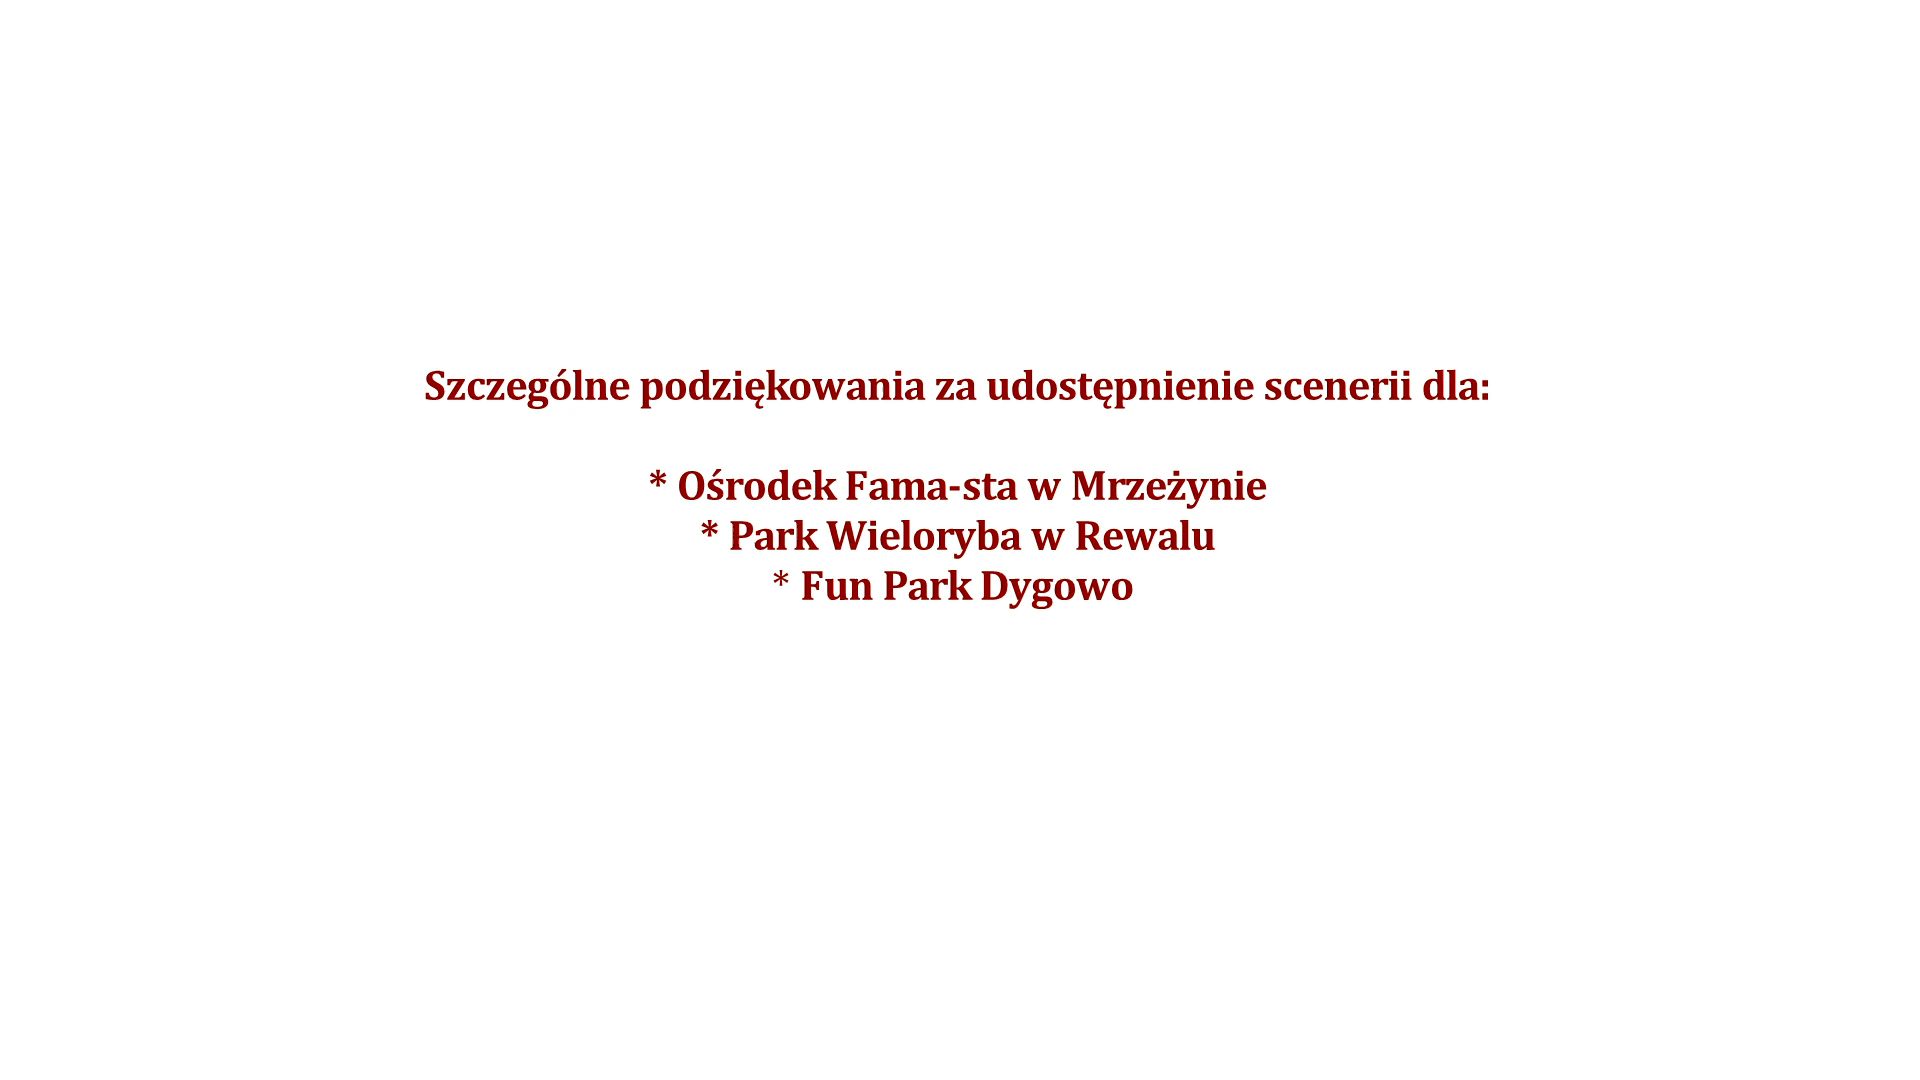 Szczególne podziękowania za udostępnienie scenerii dla:
* Ośrodek Fama-sta w Mrzeżynie
* Park Wieloryba w Rewalu
* Fun Park Dygowo